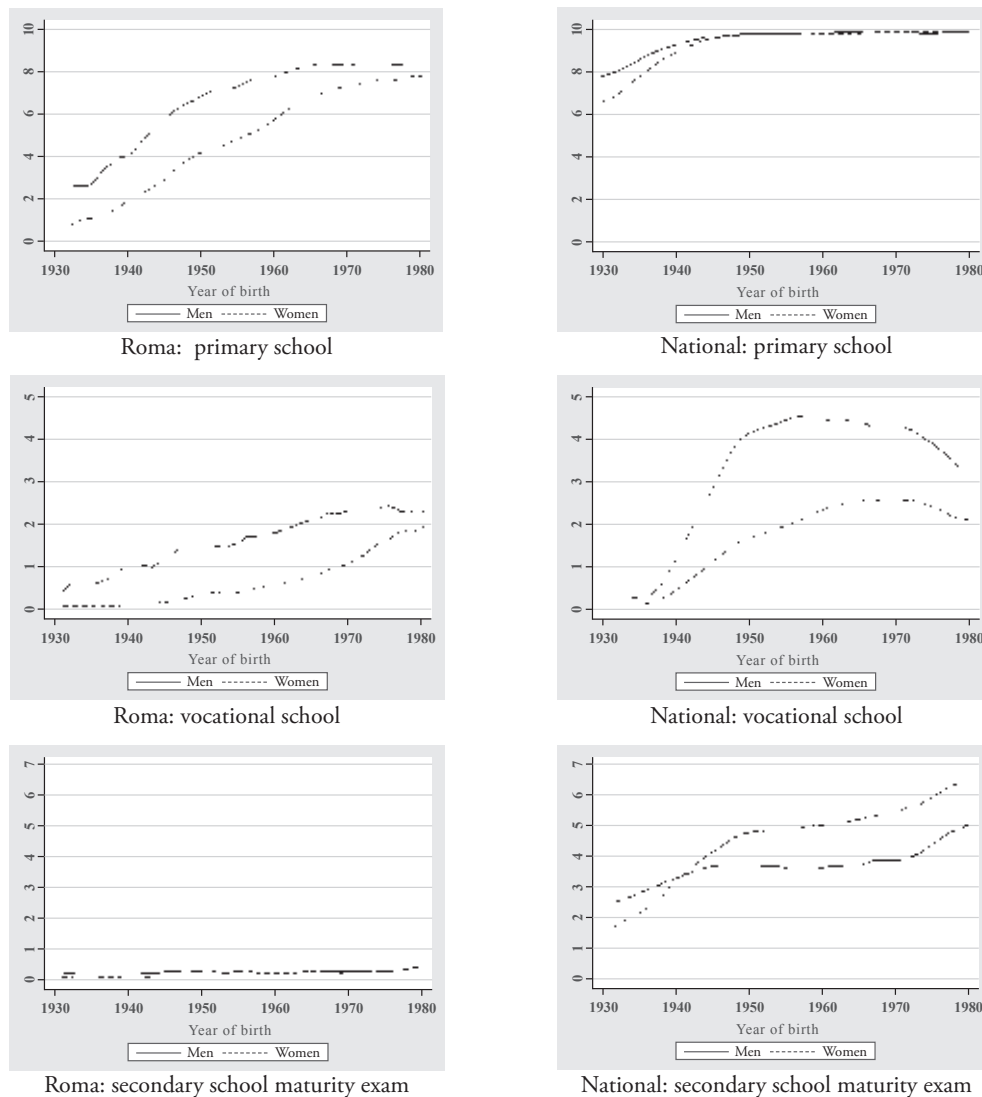 10
8
6
4
2
0
1930 1940 1950 1960 1970 1980
Year of birth
Men Women
Roma: primary school
10
8
6
4
2
0
1930 1940 1950 1960 1970 1980
Year of birth
Men Women
National: primary school
5
4
3
2
1
0
1930 1940 1950 1960 1970 1980
Year of birth
Men Women
Roma: vocational school
5
4
3
2
1
0
1930 1940 1950 1960 1970 1980
Year of birth
Men Women
National: vocational school
7
6
5
4
3
2
1
0
1930 1940 1950 1960 1970 1980
Year of birth
Men Women
Roma: secondary school maturity exam
7
6
5
4
3
2
1
0
1930 1940 1950 1960 1970 1980
Year of birth
Men Women
National: secondary school maturity exam